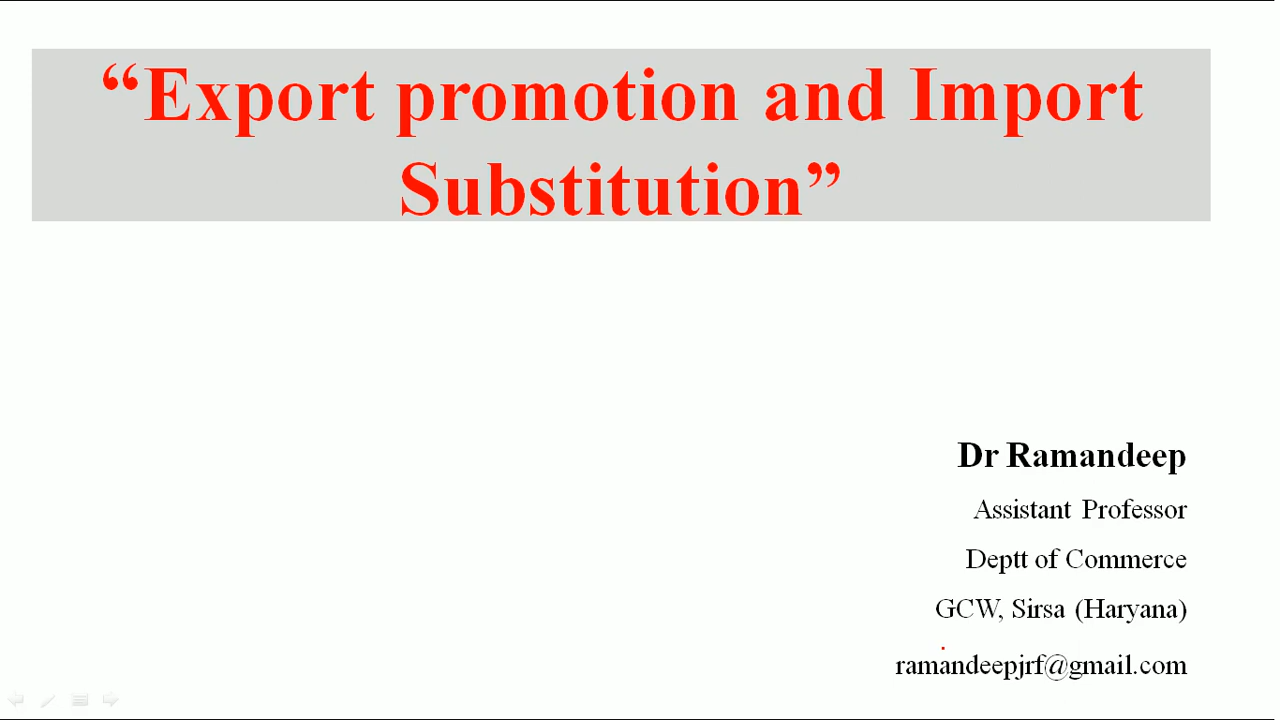 “Export promotion and Import
Substitution”
Dr Ramandeep
Assistant Professor
Deptt of Commerce
GCW, Sirsa (Haryana)
ramandeepjrf@gmail.com